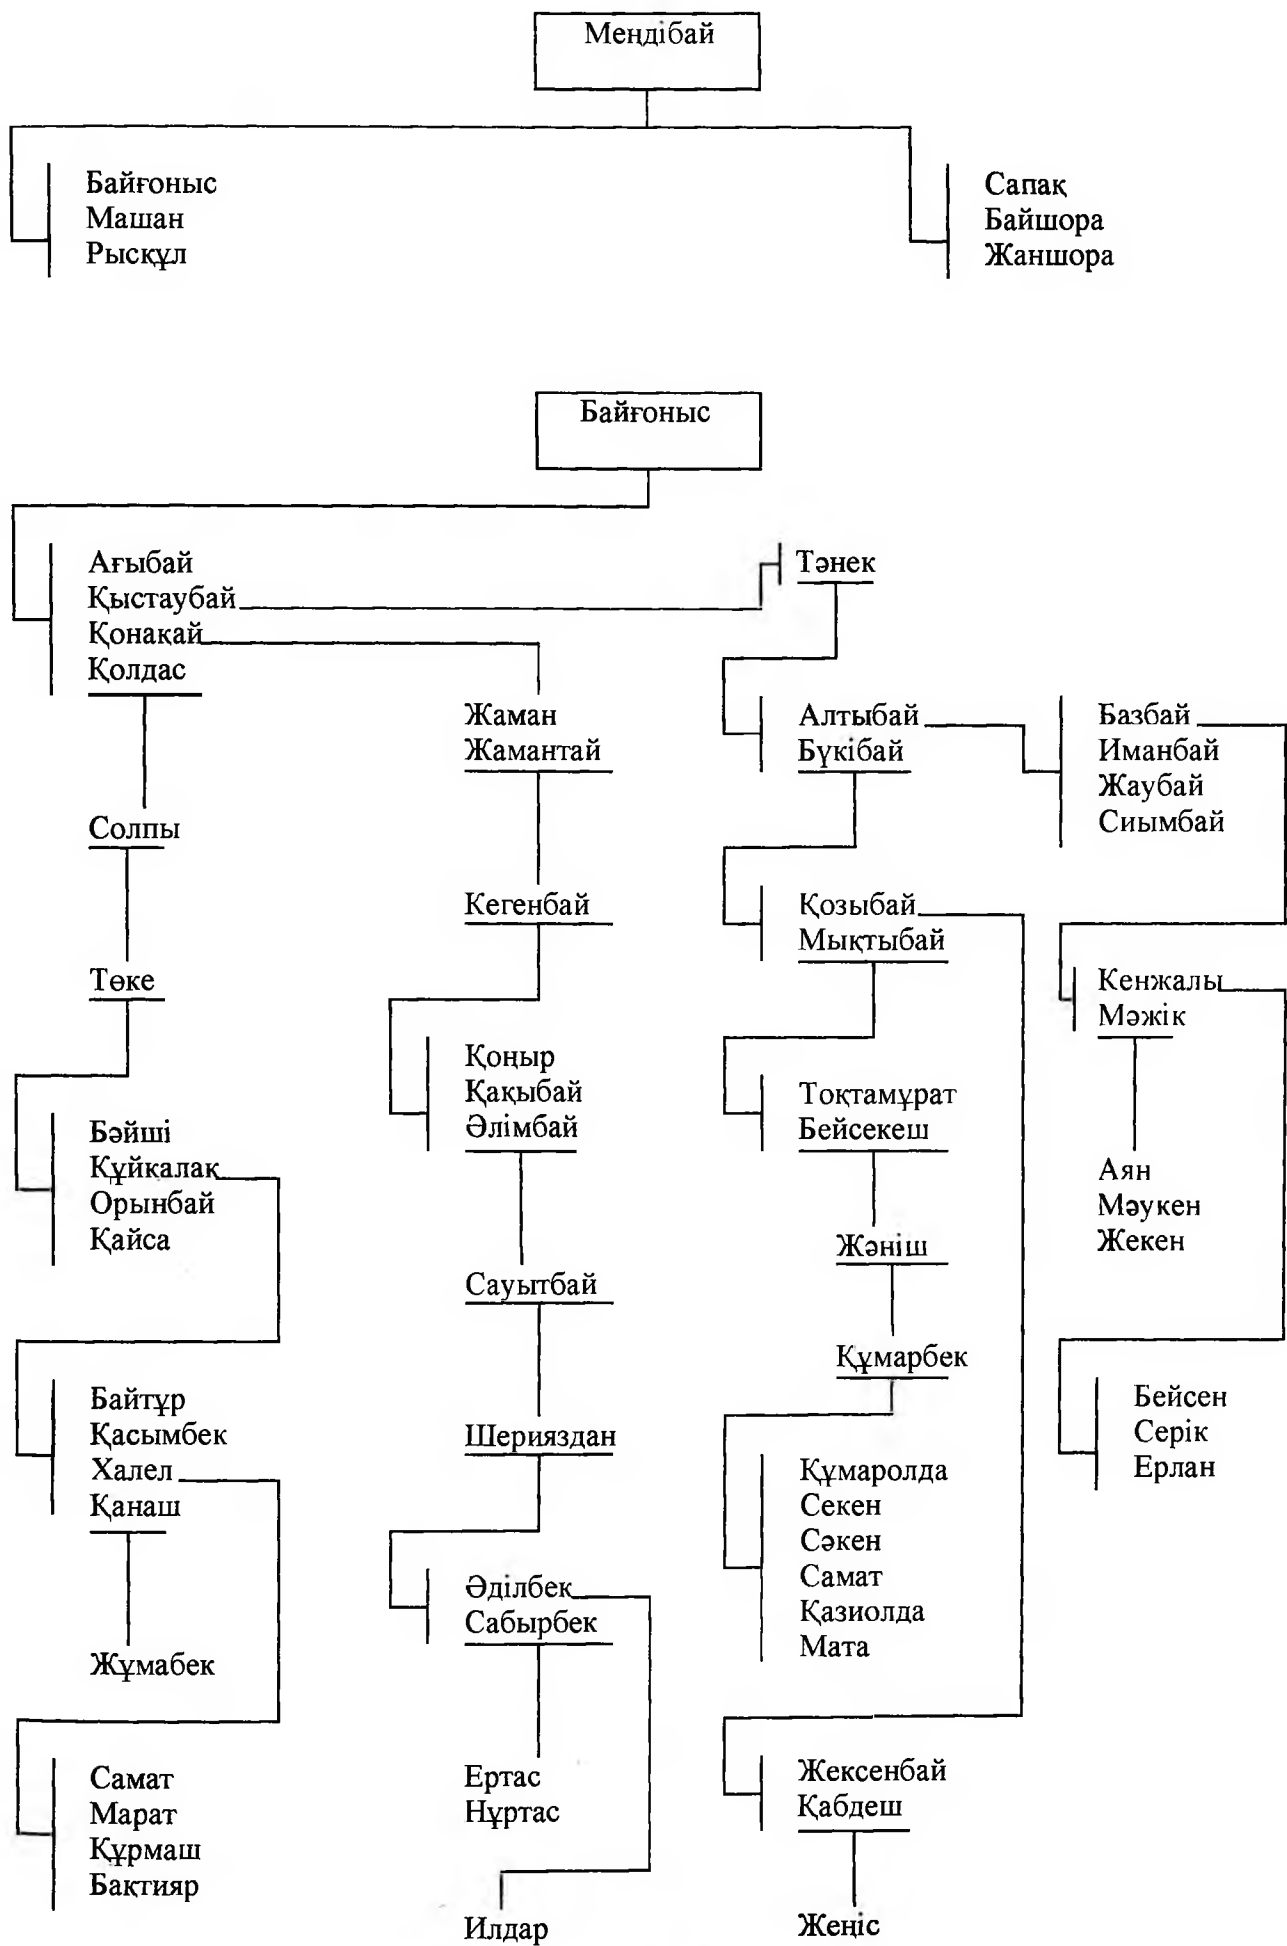 Меңдібай
Байғоныс
Машан
Рысқұл
Сапақ
Байшора
Жаншора
Байғоныс
Ағыбай
Қыстаубай
Қонақай
Қолдас
Тәнек
Жаман
Жамантай
Алтыбай
Бүкібай
Базбай
Иманбай
Жаубай
Сиымбай
Солпы
Кегенбай
Қозыбай
Мықтыбай
Төке
Кенжалы
Мәжік
Қоңыр
Қақыбай
Әлімбай
Тоқтамұрат
Бейсекеш
Бәйші
Құйқалақ
Орынбай
Қайса
Аян
Мәукен
Жекен
Жәніш
Сауытбай
Құмарбек
Байтұр
Қасымбек
Халел
Қанаш
Шерияздан
Бейсен
Серік
Ерлан
Құмаролда
Секен
Сәкен
Самат
Қазиолда
Мата
Әділбек
Сабырбек
Жұмабек
Самат
Марат
Құрмаш
Бақтияр
Ертас
Нұртас
Жексенбай
Қабдеш
Илдар
Жеңіс